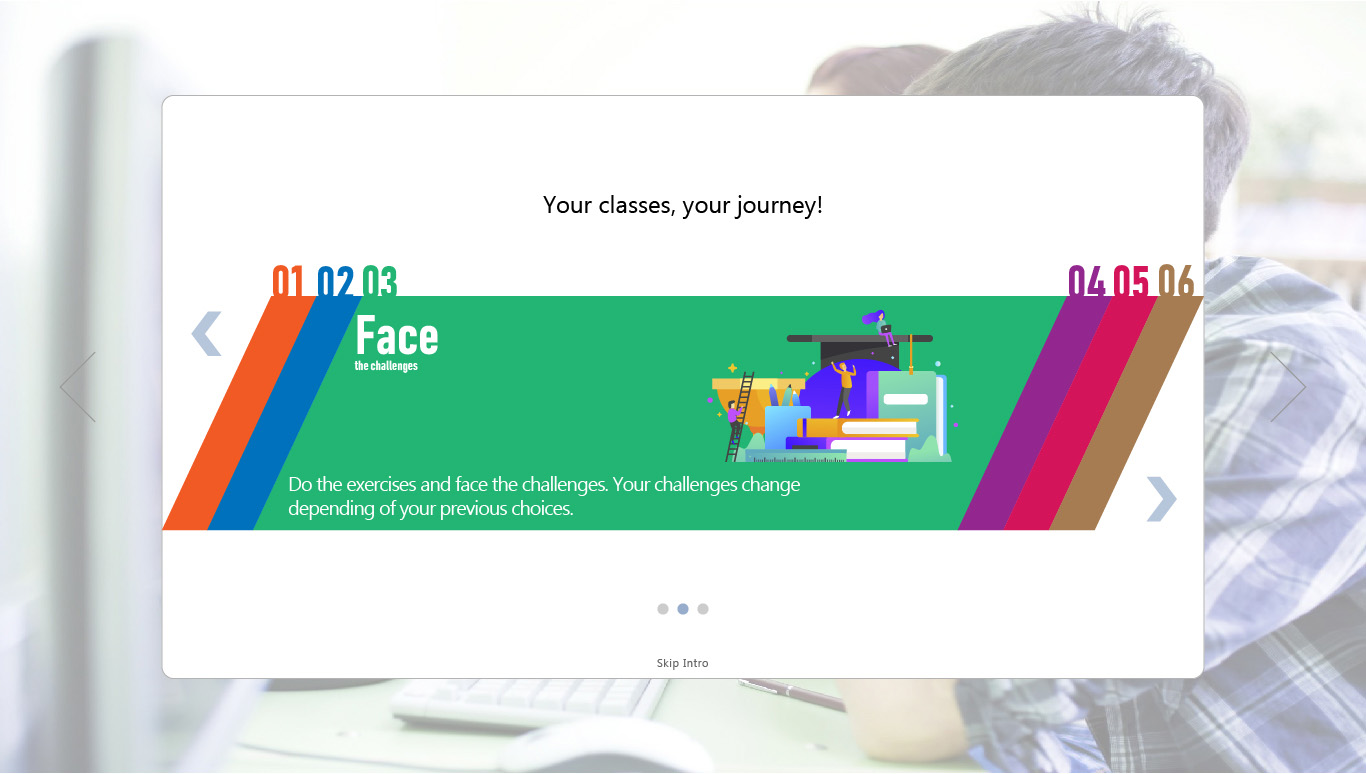 Your classes, your journey!
01 02 03 04 05 06
Face
the challenges
Do the exercises and face the challenges. Your challenges change
depending of your previous choices.
Skip Intro